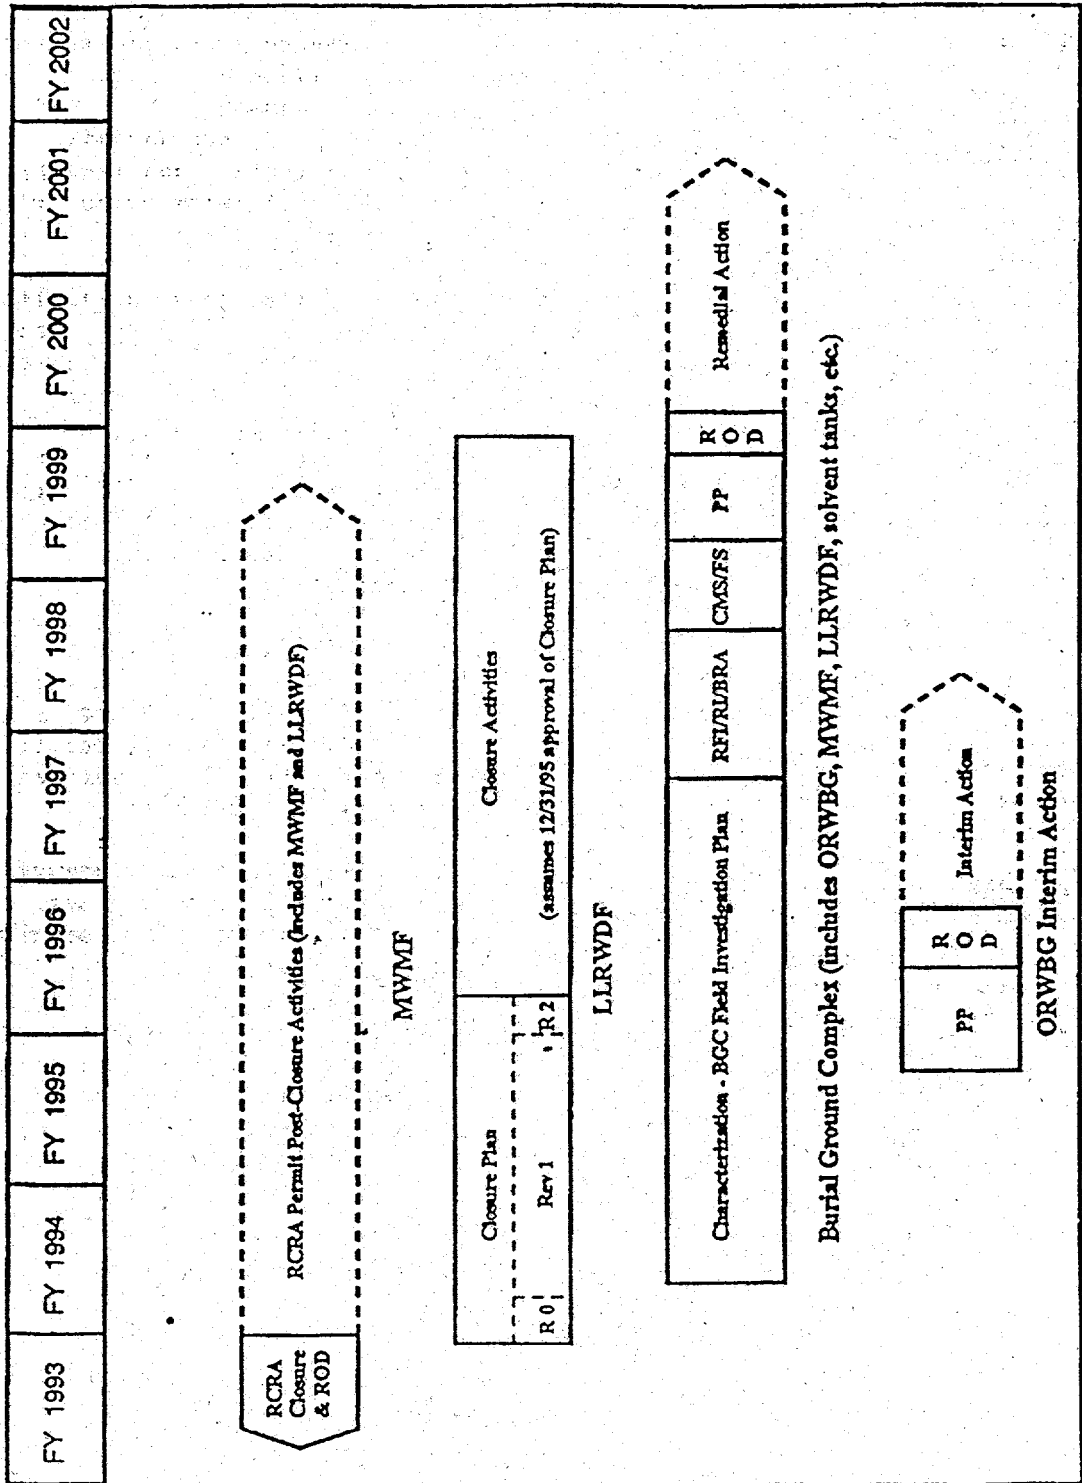 FY 1993
FY 1994
FY 1995
FY 1996
FY 1997
FY 1998
FY 1999
FY 2000
FY 2001
FY 2002
RCRA
Closure
& ROD
RCRA Permit Post-Closure Activities (includes MWMF and LLRWDF)
MWMF
Closure Plan
R 0
Rev 1
R 2
Closure Activities
(assumes 12/31/95 approval of Closure Plan)
LLRWDF
Characterization - BGC Field Investigation Plan
RFI/RI/BRA
CMS/FS
PP
R
O
D
Remedial Action
Burial Ground Complex (includes ORWBG, MWMF, LLRWDF, solvent tanks, etc.)
PP
R
O
D
Interim Action
ORWBG Interim Action